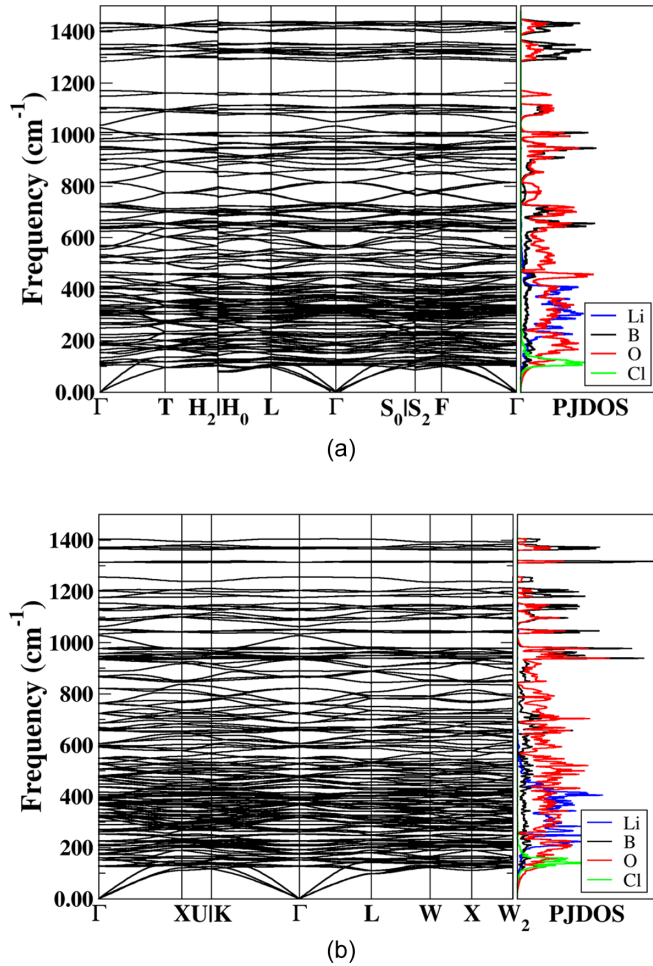 1400
1200
1000
800
600
400
200
0.00
Frequency (cm⁻¹)
Γ T H₂|H₀ L Γ S₀|S₂ F Γ PJDOS
Li
B
O
Cl
(a)
1400
1200
1000
800
600
400
200
0.00
Frequency (cm⁻¹)
Γ XU|K Γ L W X W₂ PJDOS
Li
B
O
Cl
(b)